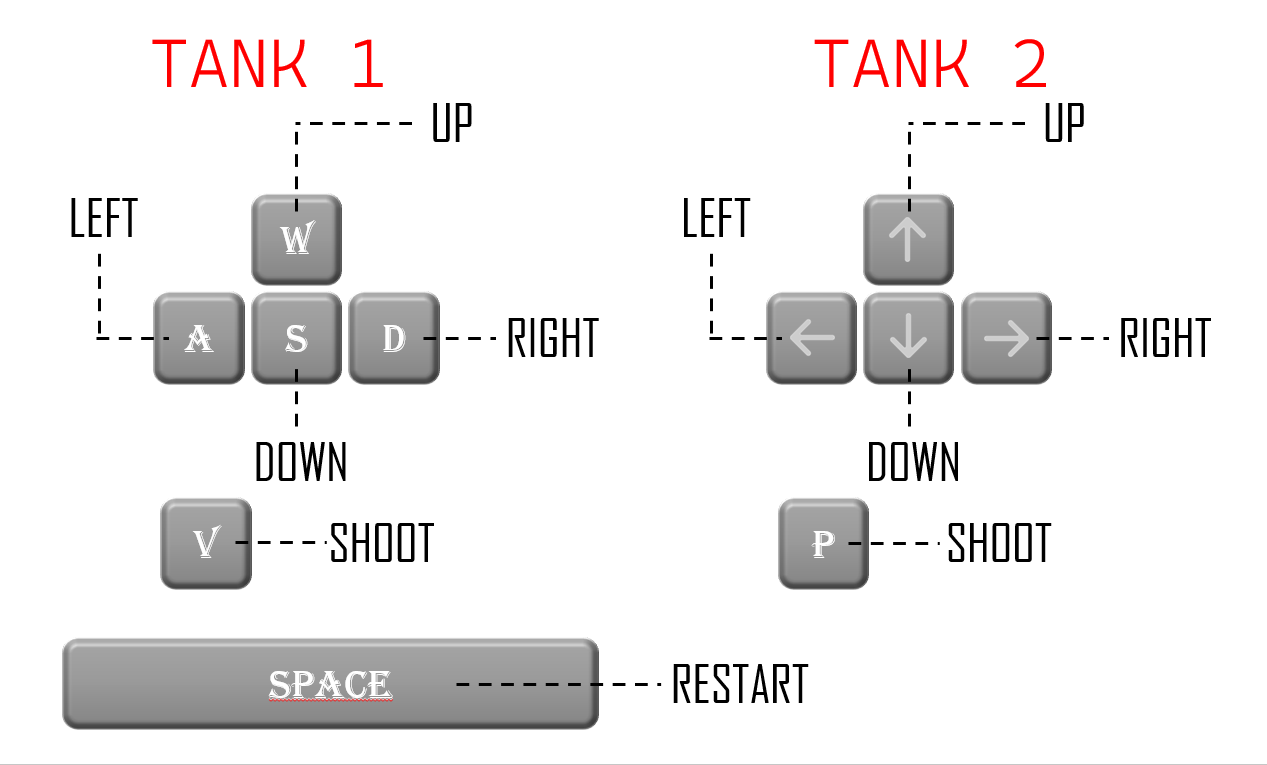 TANK 1
TANK 2
UP
UP
LEFT
LEFT
W
A
S
D
RIGHT
RIGHT
DOWN
DOWN
V
SHOOT
P
SHOOT
SPACE
RESTART